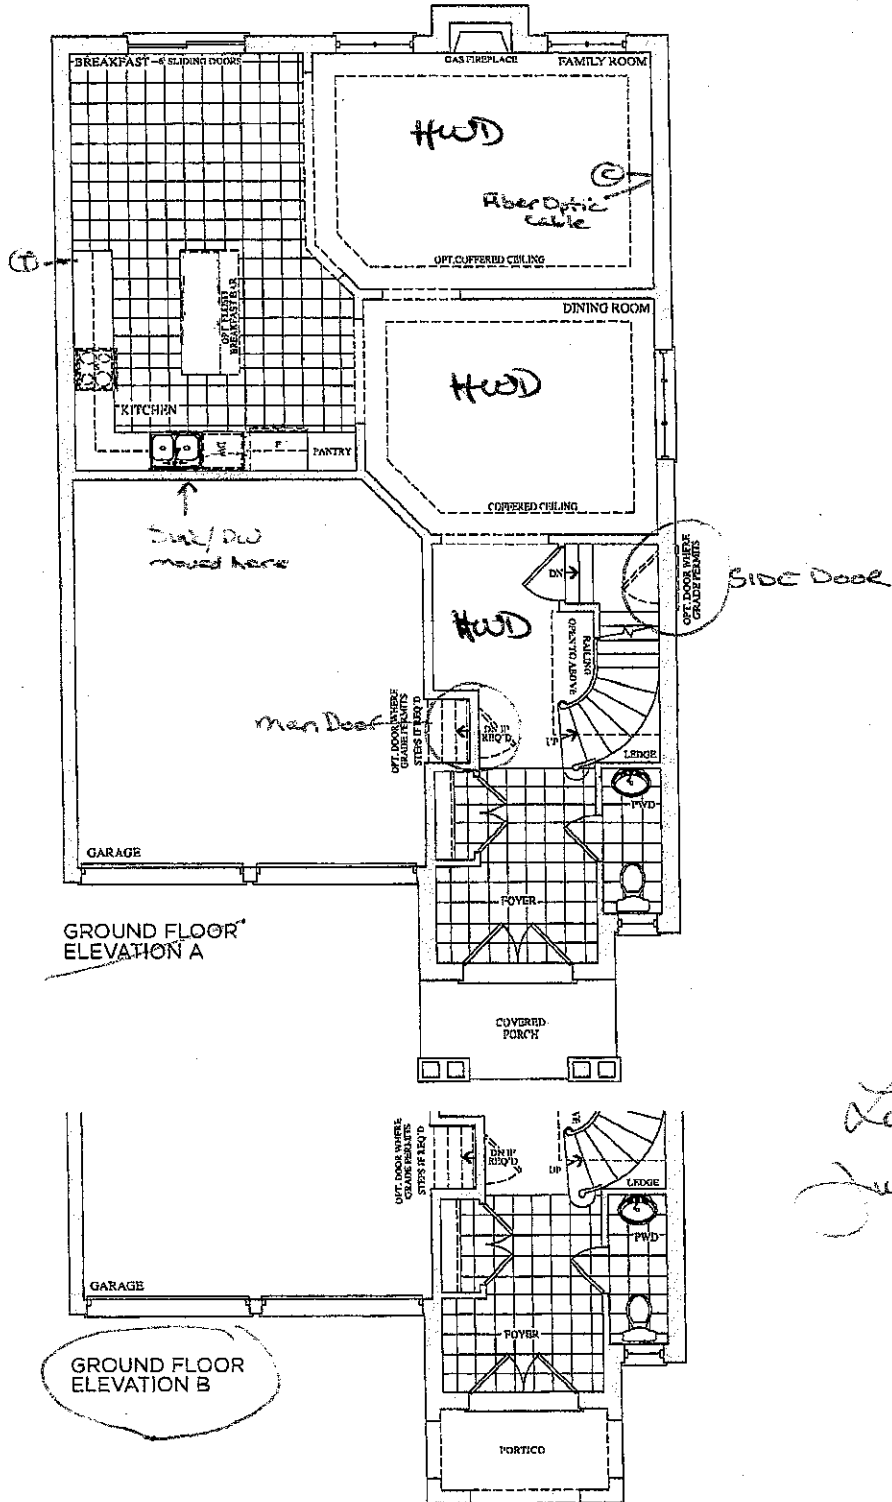 GAS FIREPLACE
BREAKFAST
6' SLIDING DOORS
FAMILY ROOM
HWD
C
Fiber Optic
cable
OPT. COFFERED CEILING
T
OPT. FLUSH
BREAKFAST BAR
DINING ROOM
HWD
KITCHEN
DW
F
PANTRY
COFFERED CEILING
Sink/DW
moved here
DN
OPT. DOOR WHERE
GRADE PERMITS
SIDE DOOR
HWD
RAILING
OPEN TO ABOVE
man Door
OPT. DOOR WHERE
GRADE PERMITS
STEPS IF REQ'D
DN IF
REQ'D
UP
LEDGE
PWD
GARAGE
FOYER
GROUND FLOOR
ELEVATION A
COVERED
PORCH
OPT. DOOR WHERE
GRADE PERMITS
STEPS IF REQ'D
DN IF
REQ'D
UP
LEDGE
PWD
GARAGE
FOYER
GROUND FLOOR
ELEVATION B
PORTICO